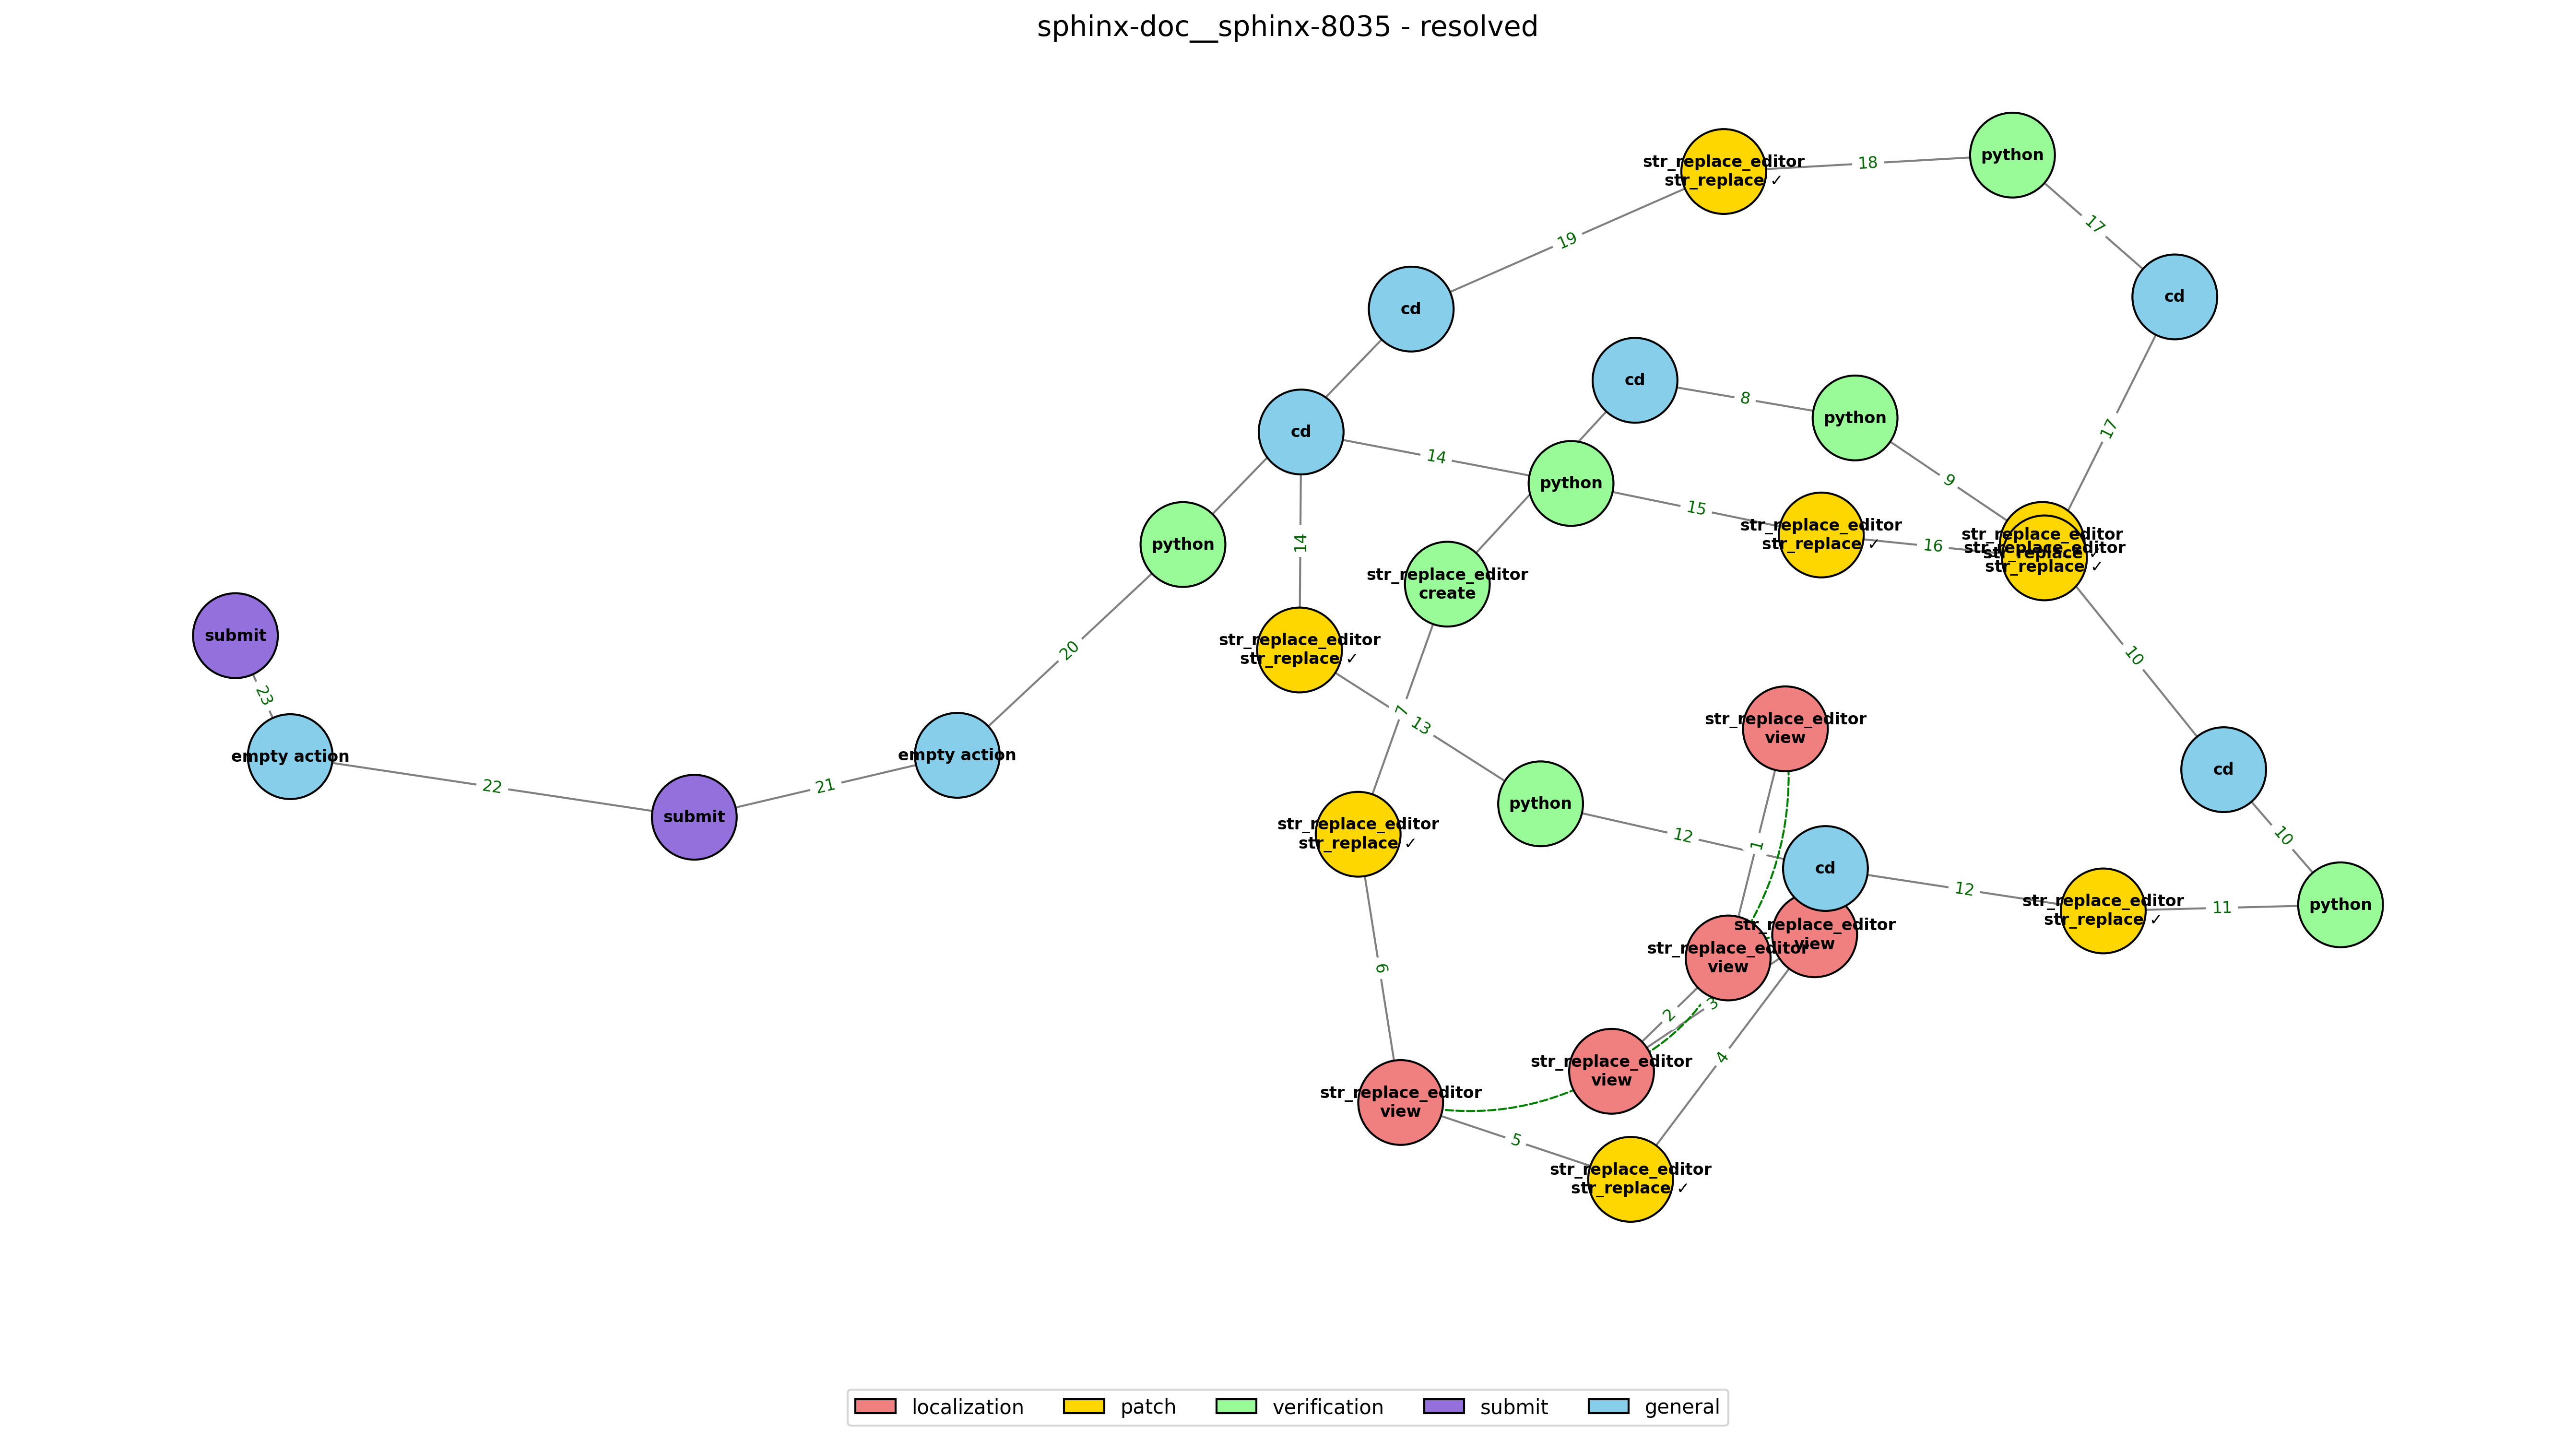 sphinx-doc__sphinx-8035 - resolved
str_replace_editor
str_replace ✓
18
python
17
19
cd
cd
17
cd
8
python
cd
14
python
9
15
str_replace_editor
str_replace ✓
16
str_replace_editor
str_replace ✓
str_replace_editor
str_replace ✓
14
python
str_replace_editor
create
submit
23
20
str_replace_editor
str_replace ✓
10
7
13
str_replace_editor
view
empty action
22
submit
21
empty action
python
12
1
cd
cd
10
str_replace_editor
str_replace ✓
12
str_replace_editor
str_replace ✓
11
python
6
str_replace_editor
view
str_replace_editor
view
2
3
4
str_replace_editor
view
str_replace_editor
view
5
str_replace_editor
str_replace ✓
localization
patch
verification
submit
general